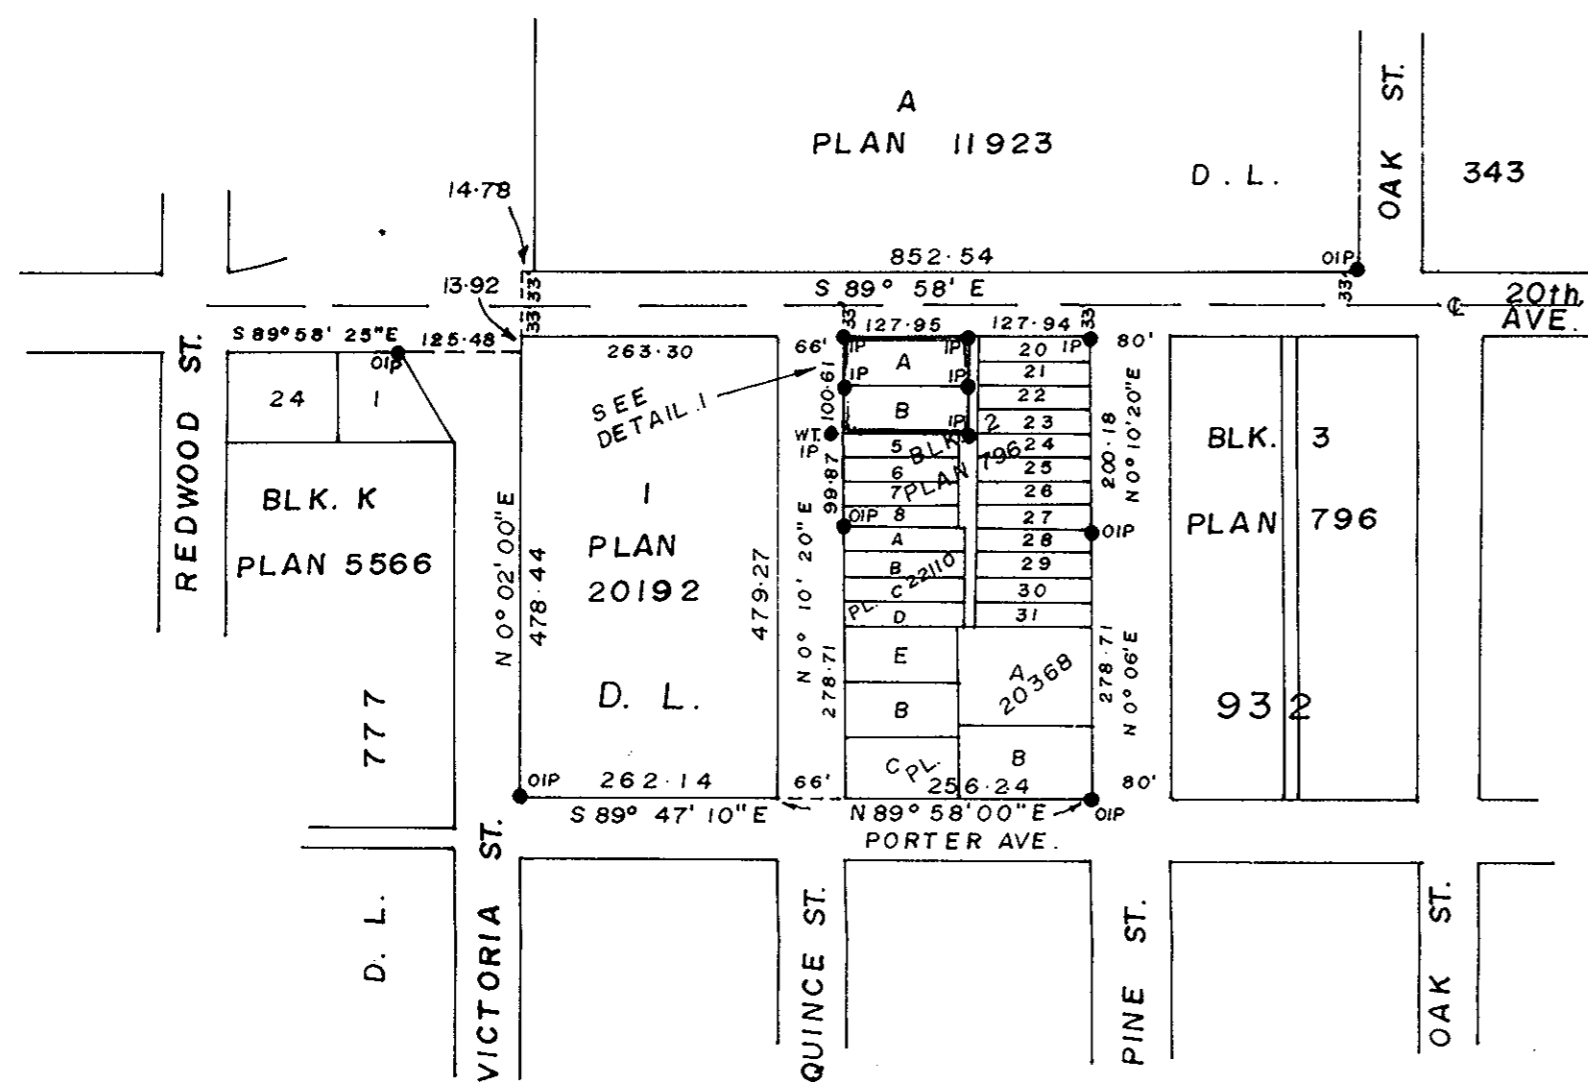 A
PLAN 11923
D. L. 343
OAK ST.
14·78
852·54
OIP
13·92
33
33
S 89° 58' E
33
20th
AVE.
33
127·95
127·94
33
REDWOOD ST.
S 89° 58' 25"E
125·48
OIP
24
1
BLK. K
PLAN 5566
263·30
SEE
DETAIL 1
1
PLAN
20192
D. L.
N 0° 02' 00"E
478·44
479·27
66'
IP
IP
IP
80'
A
100·61
IP
IP
B
IP
WT.
IP
BLK. 2
PLAN 796
99·87
OIP
5
6
7
8
A
B
C
D
PL. 22110
E
B
C
PL.
20
21
22
23
24
25
26
27
28
29
30
31
A
20368
B
N 0° 10' 20"E
278·71
200·18
N 0° 10' 20"E
OIP
278·71
N 0° 06' E
BLK. 3
PLAN 796
932
777
D. L.
OIP
262·14
66'
256·24
80'
S 89° 47' 10"E
N 89° 58' 00"E
OIP
PORTER AVE.
VICTORIA ST.
QUINCE ST.
PINE ST.
OAK ST.